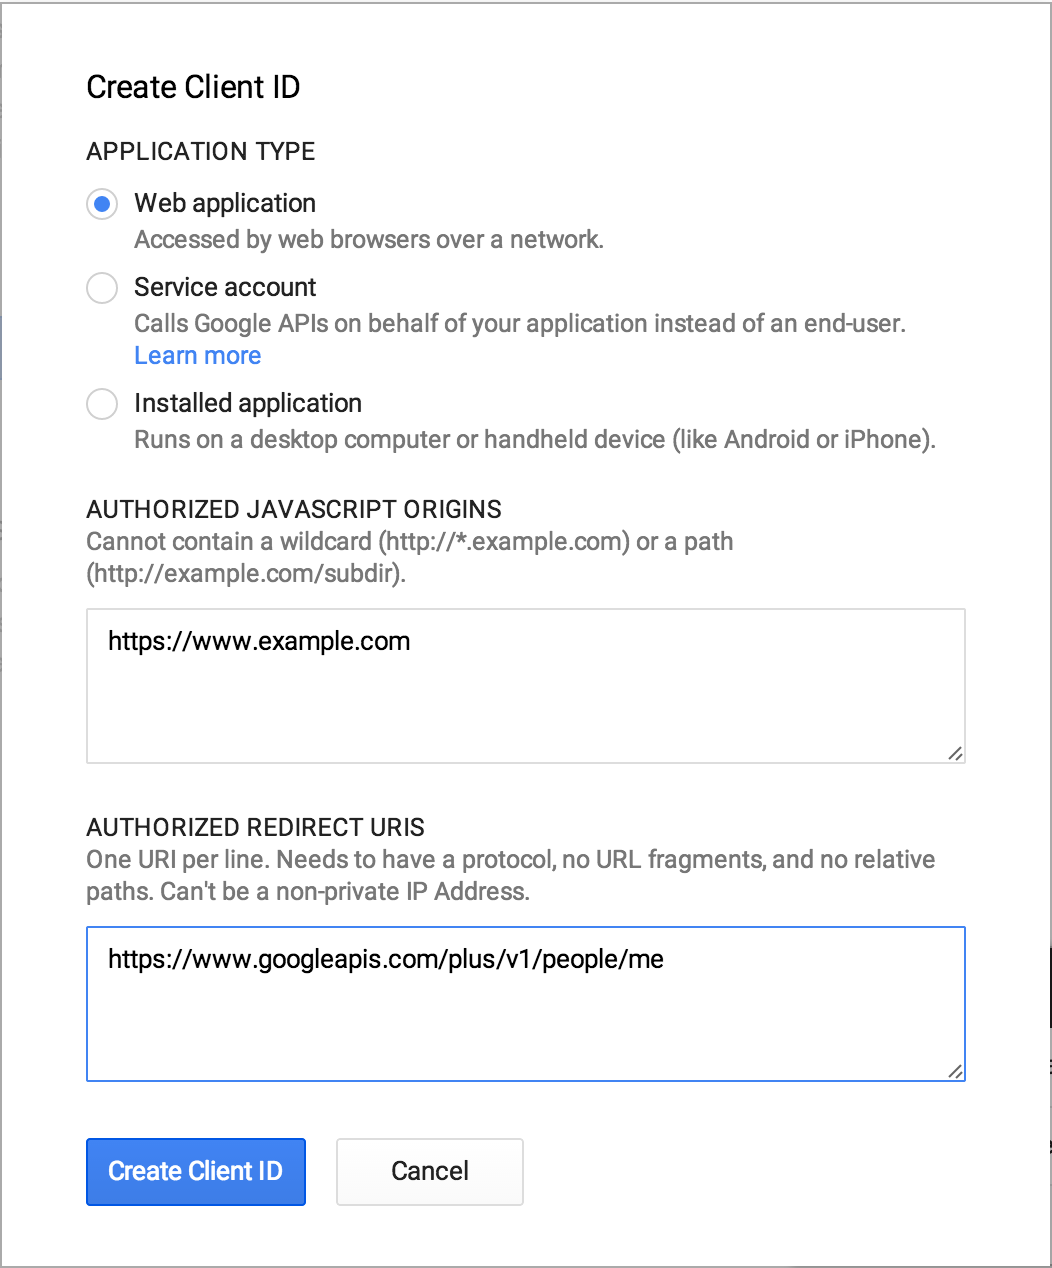 Create Client ID
APPLICATION TYPE
Web application
Accessed by web browsers over a network.
Service account
Calls Google APIs on behalf of your application instead of an end-user.
Learn more
Installed application
Runs on a desktop computer or handheld device (like Android or iPhone).
AUTHORIZED JAVASCRIPT ORIGINS
Cannot contain a wildcard (http://*.example.com) or a path
(http://example.com/subdir).
https://www.example.com
AUTHORIZED REDIRECT URIS
One URI per line. Needs to have a protocol, no URL fragments, and no relative
paths. Can't be a non-private IP Address.
https://www.googleapis.com/plus/v1/people/me
Create Client ID
Cancel